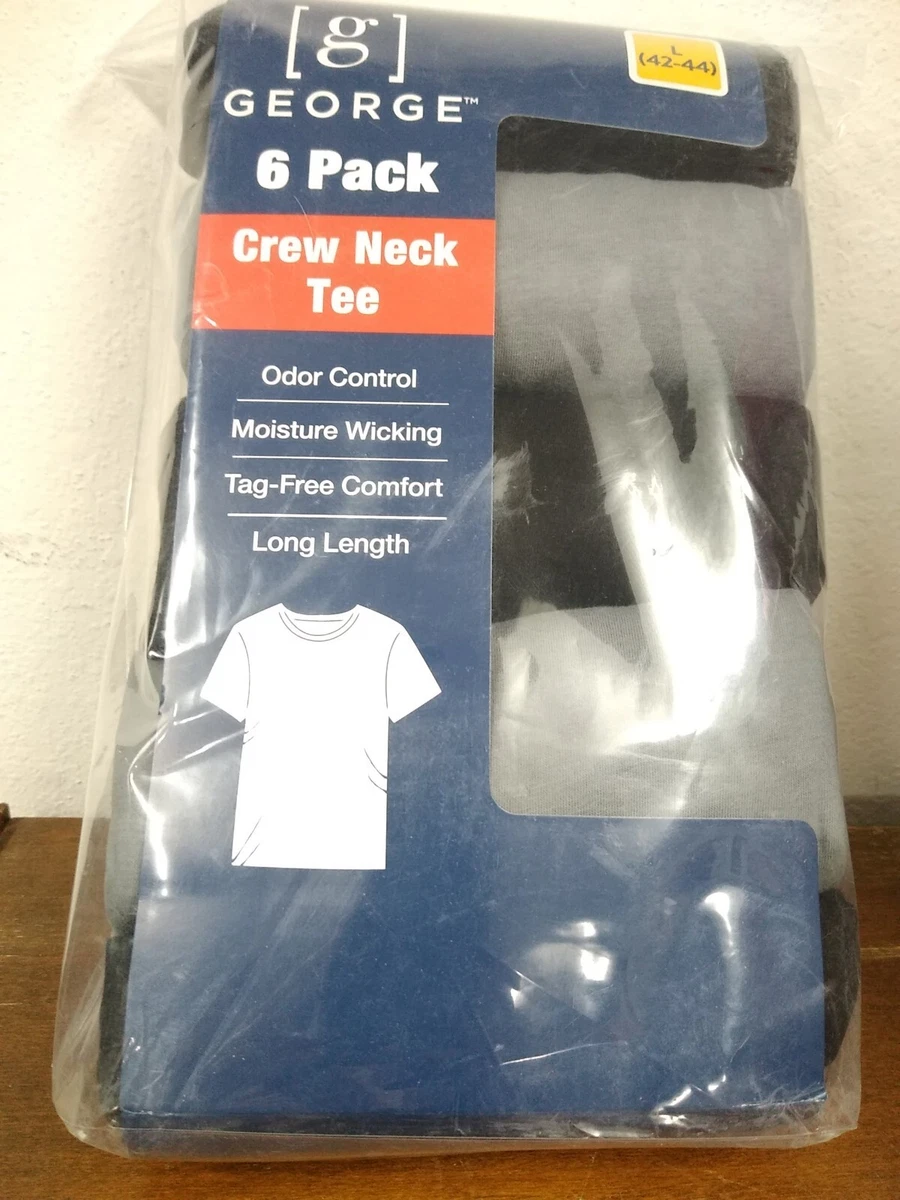 [g]
GEORGE™
L
(42-44)
6 Pack
Crew Neck
Tee
Odor Control
Moisture Wicking
Tag-Free Comfort
Long Length